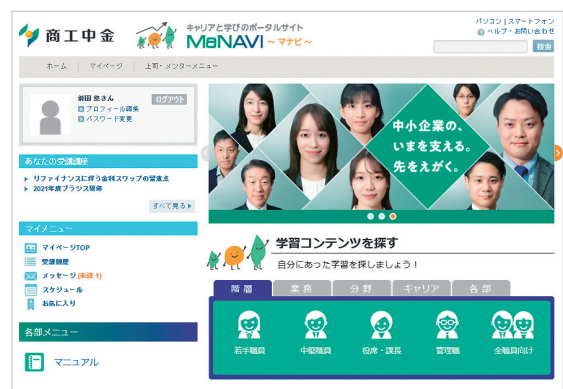 商工中金
キャリアと学びのポータルサイト
MaNAVI ～マナビ～
パソコン | スマートフォン
ヘルプ・お問い合わせ
検索
ホーム
マイページ
上司・メンターメニュー
さん
ログアウト
プロフィール編集
パスワード変更
あなたの受講講座
リファイナンスに伴う金利スワップの留意点
2021年度
すべて見る
マイメニュー
マイページTOP
受講履歴
メッセージ (未読 1)
スケジュール
お気に入り
各部メニュー
マニュアル
中小企業の、
いまを支える。
先をえがく。
学習コンテンツを探す
自分にあった学習を探しましょう！
階層
業務
分野
キャリア
各部
若手職員
中堅職員
役席・課長
管理職
全職員向け